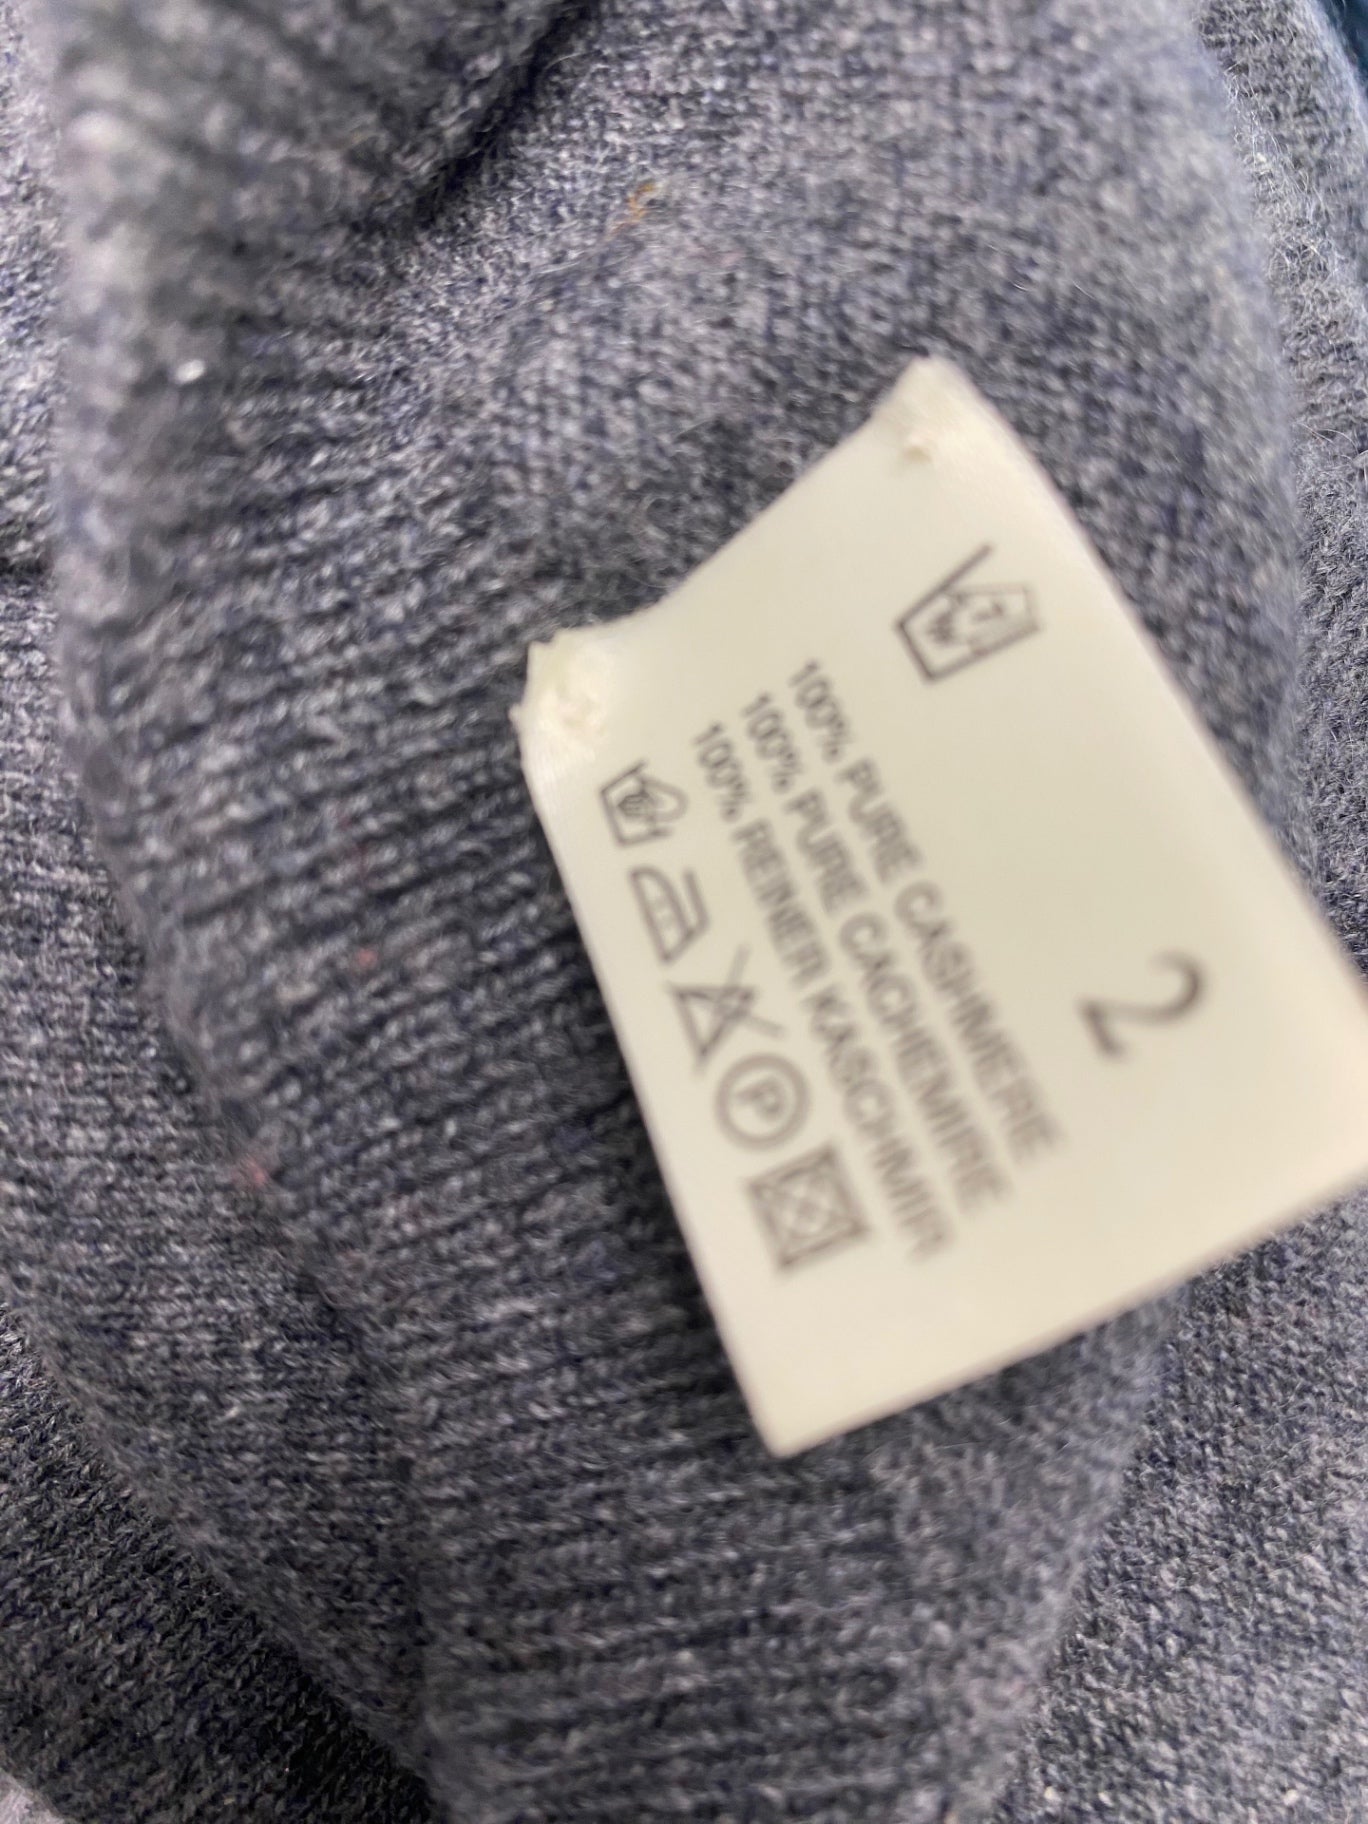 100% PURE CASHMERE
100% PURE CACHEMIRE
100% REINER KASCHMIR
P
2